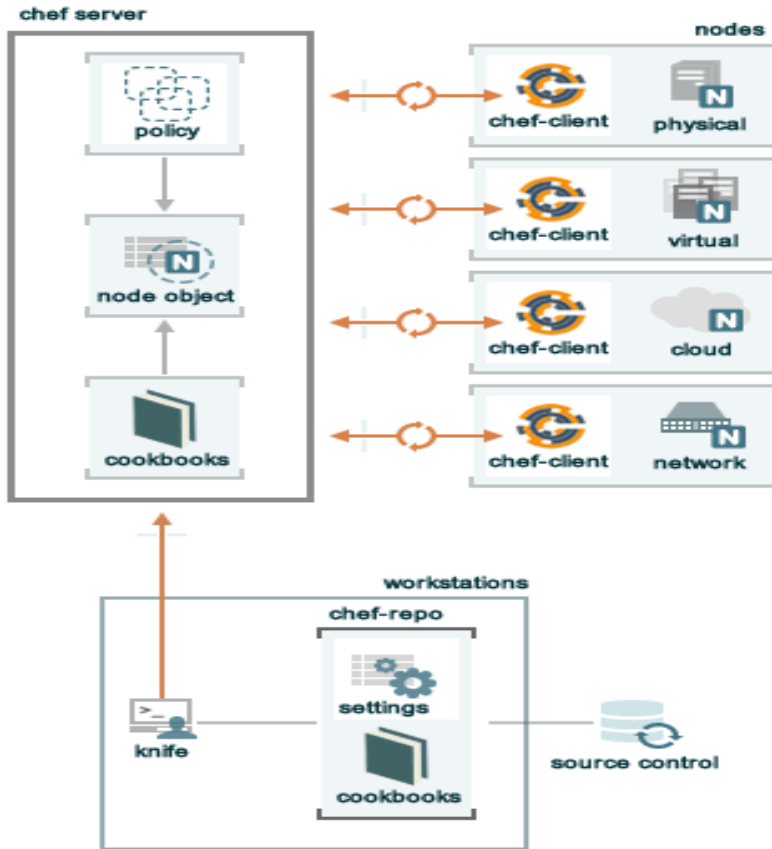 chef server
nodes
policy
chef-client
physical
N
node object
N
chef-client
virtual
N
chef-client
cloud
N
cookbooks
chef-client
network
N
workstations
chef-repo
settings
>_
knife
cookbooks
source control